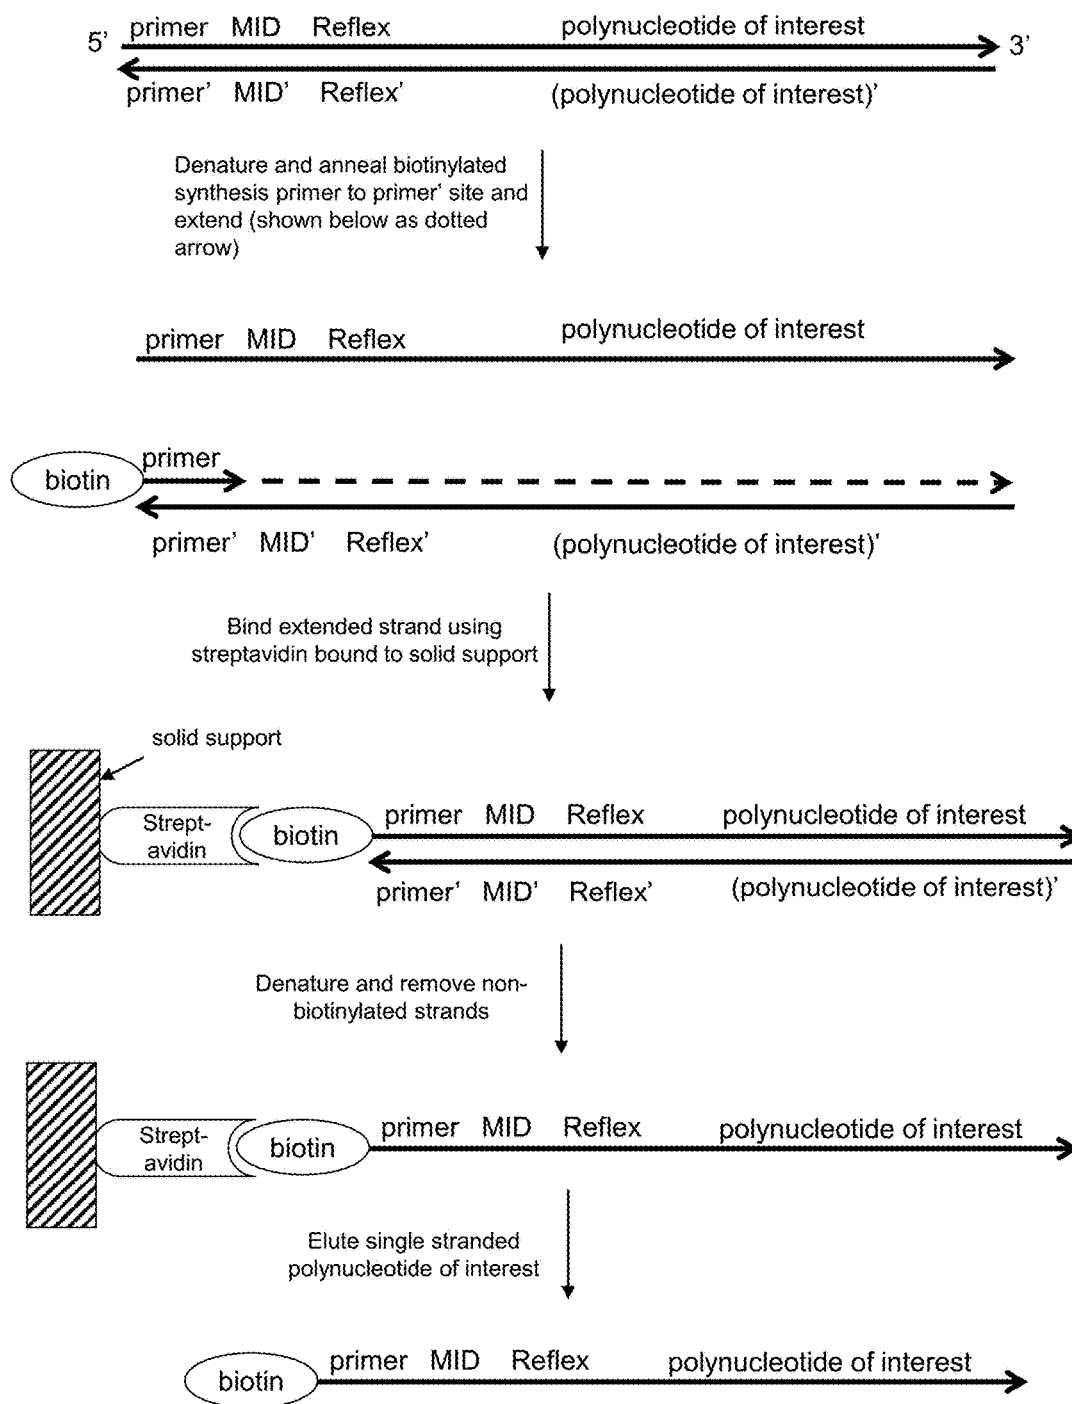 primer MID Reflex polynucleotide of interest
5’ 3’
primer’ MID’ Reflex’ (polynucleotide of interest)’
Denature and anneal biotinylated
synthesis primer to primer’ site and
extend (shown below as dotted
arrow)
primer MID Reflex polynucleotide of interest
primer
biotin
primer’ MID’ Reflex’ (polynucleotide of interest)’
Bind extended strand using
streptavidin bound to solid support
solid support
primer MID Reflex polynucleotide of interest
Strept-
avidin
biotin
primer’ MID’ Reflex’ (polynucleotide of interest)’
Denature and remove non-
biotinylated strands
primer MID Reflex polynucleotide of interest
Strept-
avidin
biotin
Elute single stranded
polynucleotide of interest
primer MID Reflex polynucleotide of interest
biotin